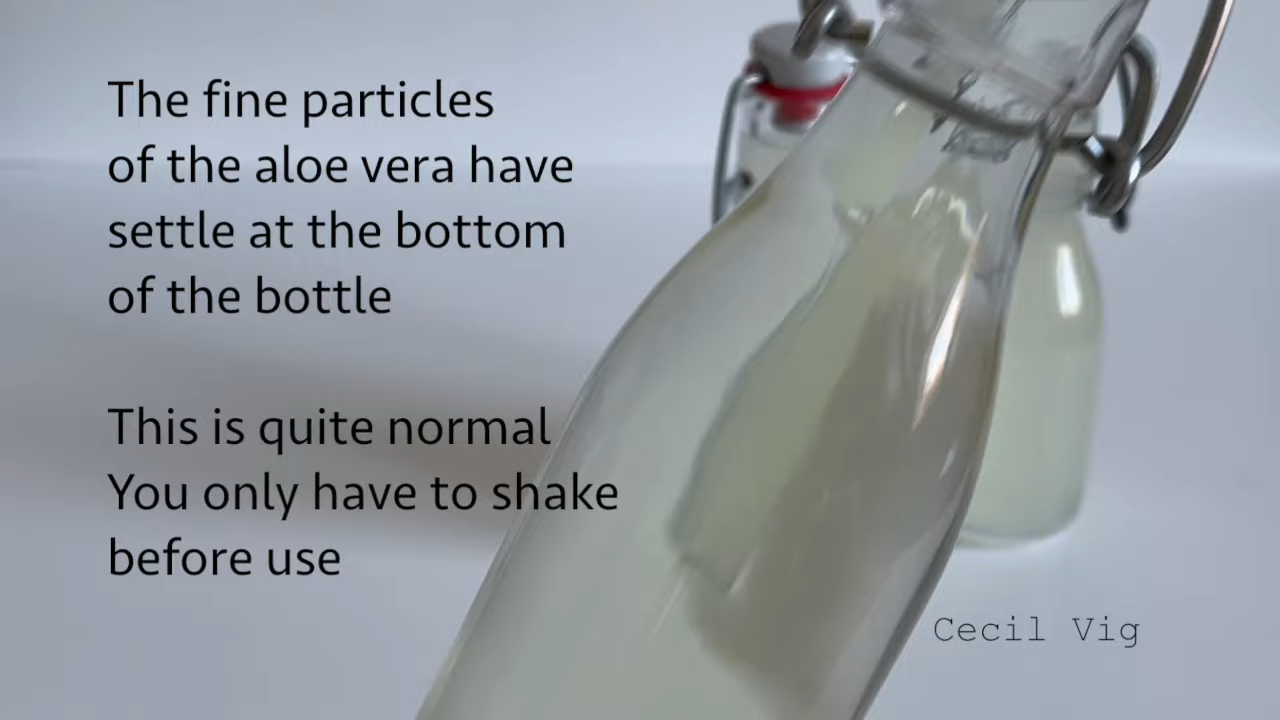 The fine particles
of the aloe vera have
settle at the bottom
of the bottle
This is quite normal
You only have to shake
before use
Cecil Vig